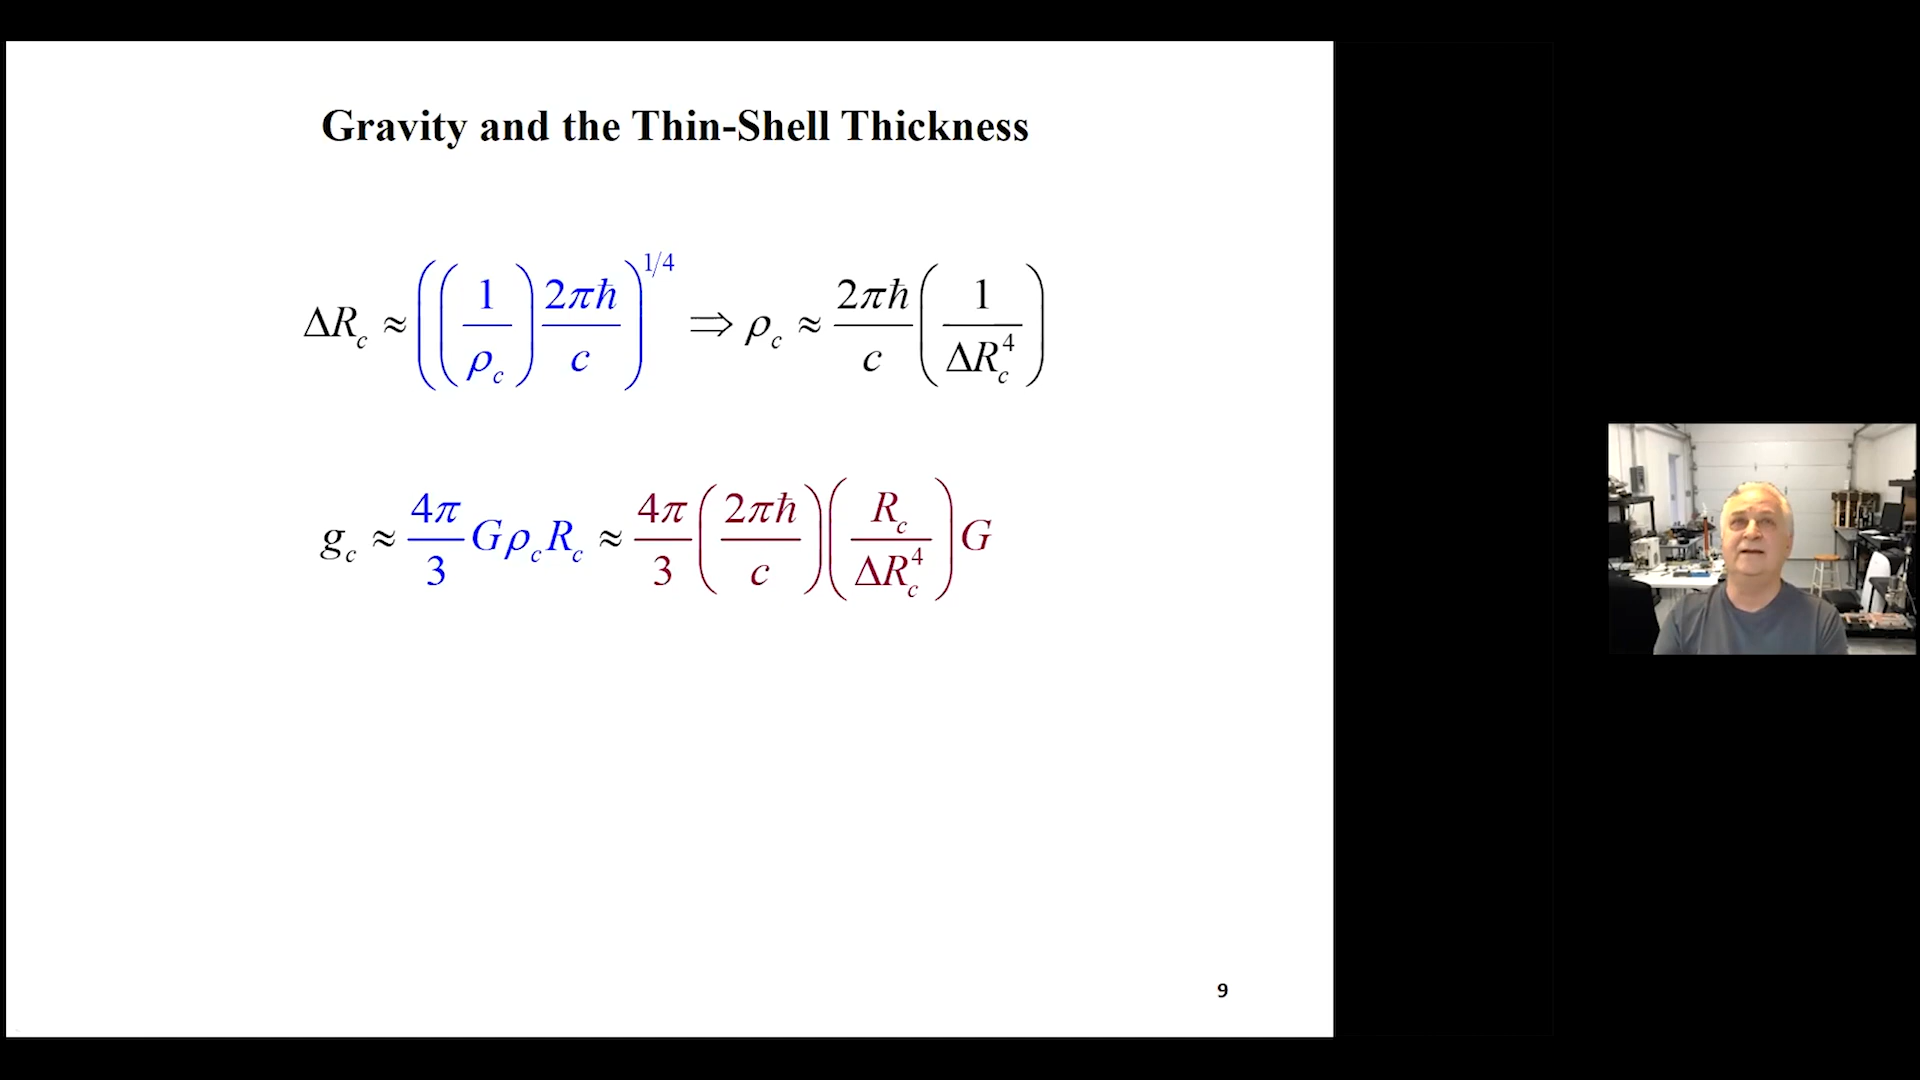 Gravity and the Thin-Shell Thickness
ΔR_c ≈ ((1/ρ_c) 2πħ/c)^{1/4} ⇒ ρ_c ≈ 2πħ/c (1/ΔR_c^4)
g_c ≈ 4π/3 Gρ_cR_c ≈ 4π/3 (2πħ/c) (R_c/ΔR_c^4) G
9